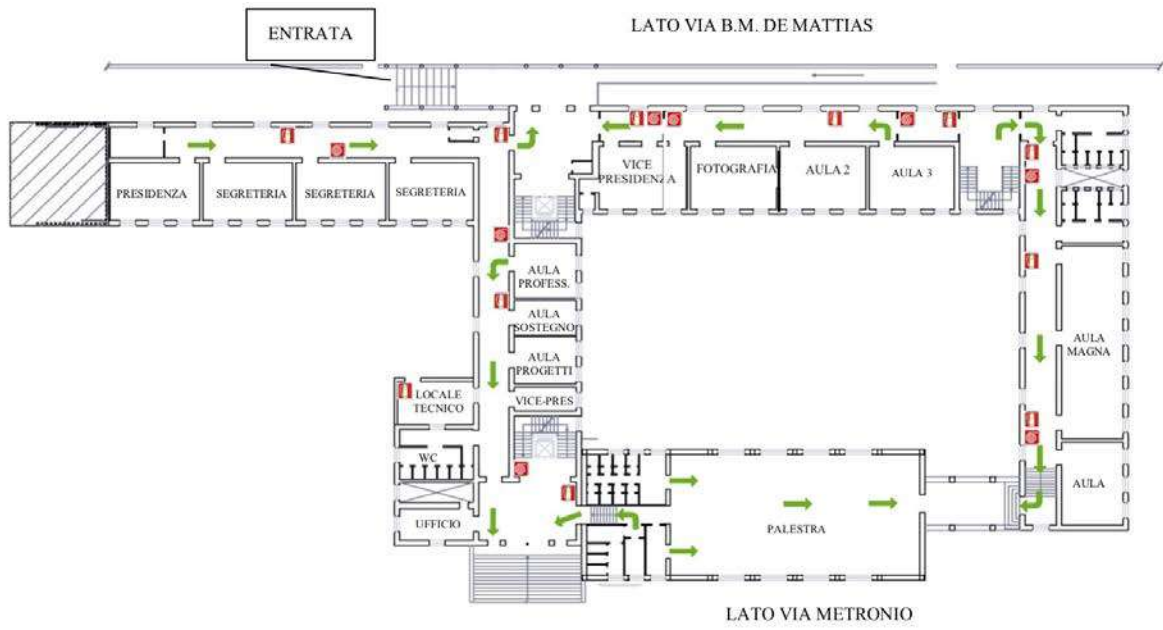 LATO VIA B.M. DE MATTIAS
ENTRATA
PRESIDENZA
SEGRETERIA
SEGRETERIA
SEGRETERIA
VICE
PRESIDENZA
FOTOGRAFIA
AULA 2
AULA 3
AULA
PROFESS.
AULA
SOSTEGNO
AULA
PROGETTI
VICE-PRES
LOCALE
TECNICO
WC
UFFICIO
AULA
MAGNA
AULA
PALESTRA
LATO VIA METRONIO